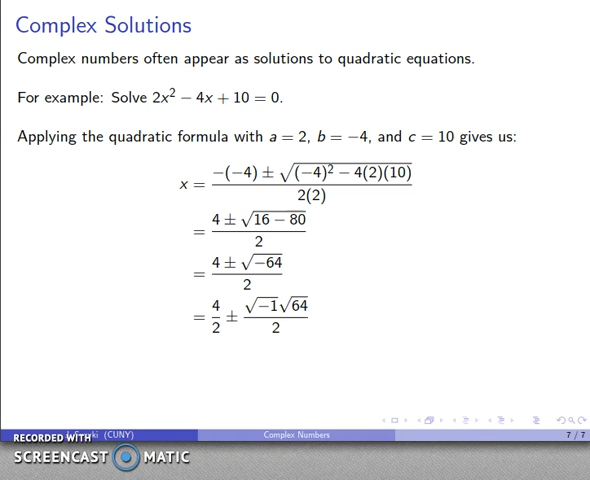 Complex Solutions
Complex numbers often appear as solutions to quadratic equations.
For example: Solve 2x² − 4x + 10 = 0.
Applying the quadratic formula with a = 2, b = −4, and c = 10 gives us:
x = (−(−4) ± √((−4)² − 4(2)(10))) / 2(2)
= (4 ± √(16 − 80)) / 2
= (4 ± √(−64)) / 2
= 4/2 ± (√−1√64) / 2
(CUNY) Complex Numbers 7 / 7
RECORDED WITH
SCREENCAST MATIC